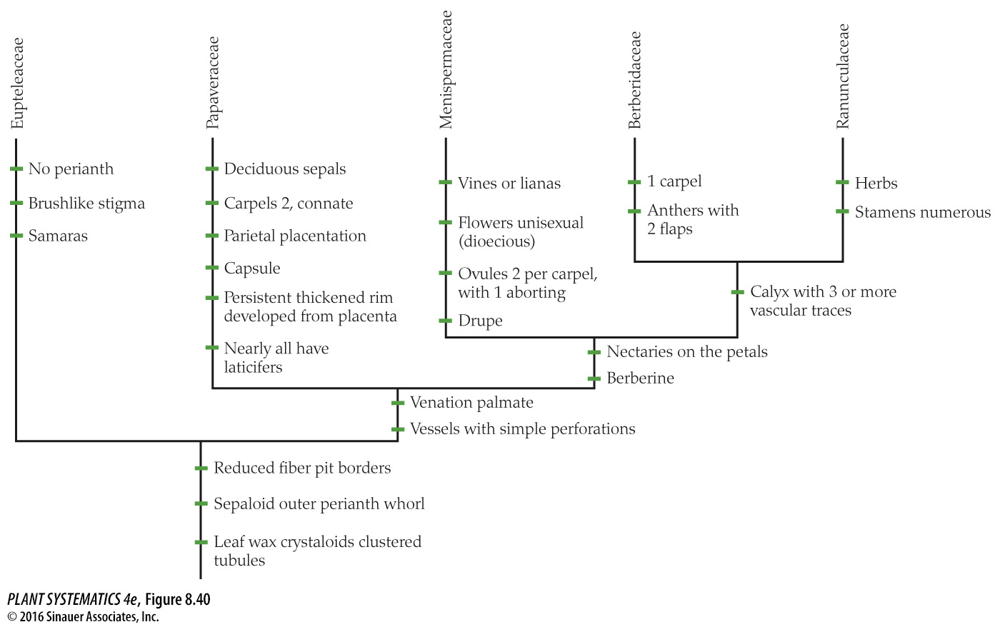 Eupteleaceae
Papaveraceae
Menispermaceae
Berberidaceae
Ranunculaceae
No perianth
Brushlike stigma
Samaras
Deciduous sepals
Carpels 2, connate
Parietal placentation
Capsule
Persistent thickened rim
developed from placenta
Nearly all have
laticifers
Vines or lianas
Flowers unisexual
(dioecious)
Ovules 2 per carpel,
with 1 aborting
Drupe
1 carpel
Anthers with
2 flaps
Herbs
Stamens numerous
Calyx with 3 or more
vascular traces
Nectaries on the petals
Berberine
Venation palmate
Vessels with simple perforations
Reduced fiber pit borders
Sepaloid outer perianth whorl
Leaf wax crystaloids clustered
tubules
PLANT SYSTEMATICS 4e, Figure 8.40
© 2016 Sinauer Associates, Inc.